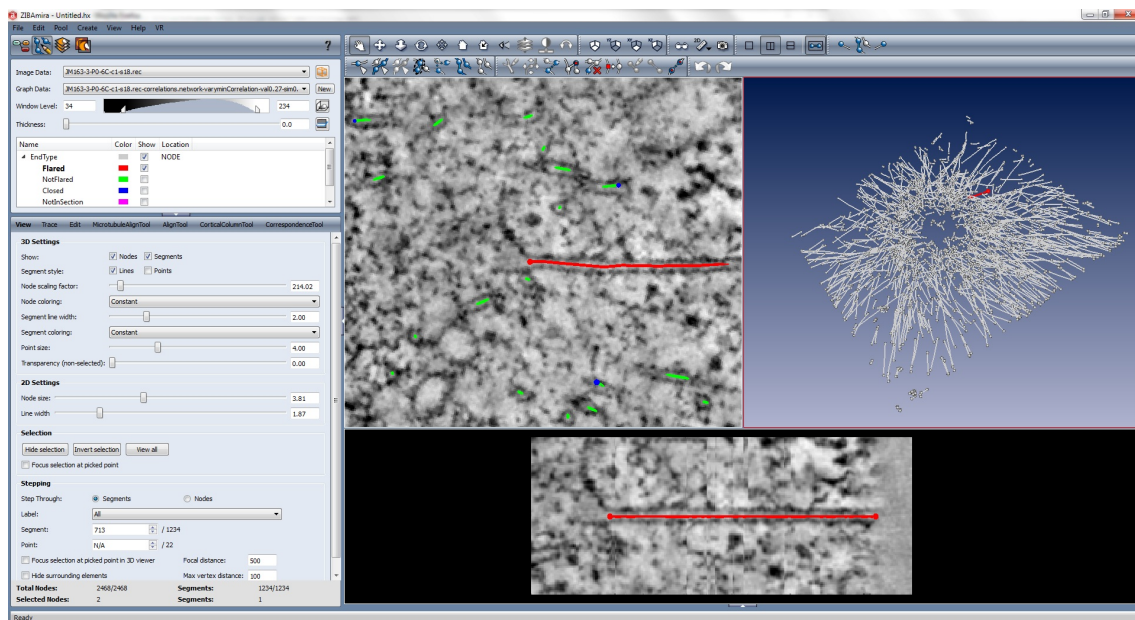 ZIBAmira - Untitled.hx
File Edit Pool Create View Help VR
?
Image Data: JM163-3-P0-6C-c1-s18.rec
Graph Data: JM163-3-P0-6C-c1-s18.rec-correlations.network-varyminCorrelation-val0.27-sim0. New
Window Level: 34 234
Thickness: 0.0
Name Color Show Location
EndType NODE
Flared
NotFlared
Closed
NotInSection
View Trace Edit MicrotubuleAlignTool AlignTool CorticalColumnTool CorrespondenceTool
3D Settings
Show: Nodes Segments
Segment style: Lines Points
Node scaling factor: 214.02
Node coloring: Constant
Segment line width: 2.00
Segment coloring: Constant
Point size: 4.00
Transparency (non-selected): 0.00
2D Settings
Node size: 3.81
Line width 1.87
Selection
Hide selection Invert selection View all
Focus selection at picked point
Stepping
Step Through: Segments Nodes
Label: All
Segment: 713 / 1234
Point: N/A / 22
Focus selection at picked point in 3D viewer Focal distance: 500
Hide surrounding elements Max vertex distance: 100
Total Nodes: 2468/2468 Segments: 1234/1234
Selected Nodes: 2 Segments: 1
Ready